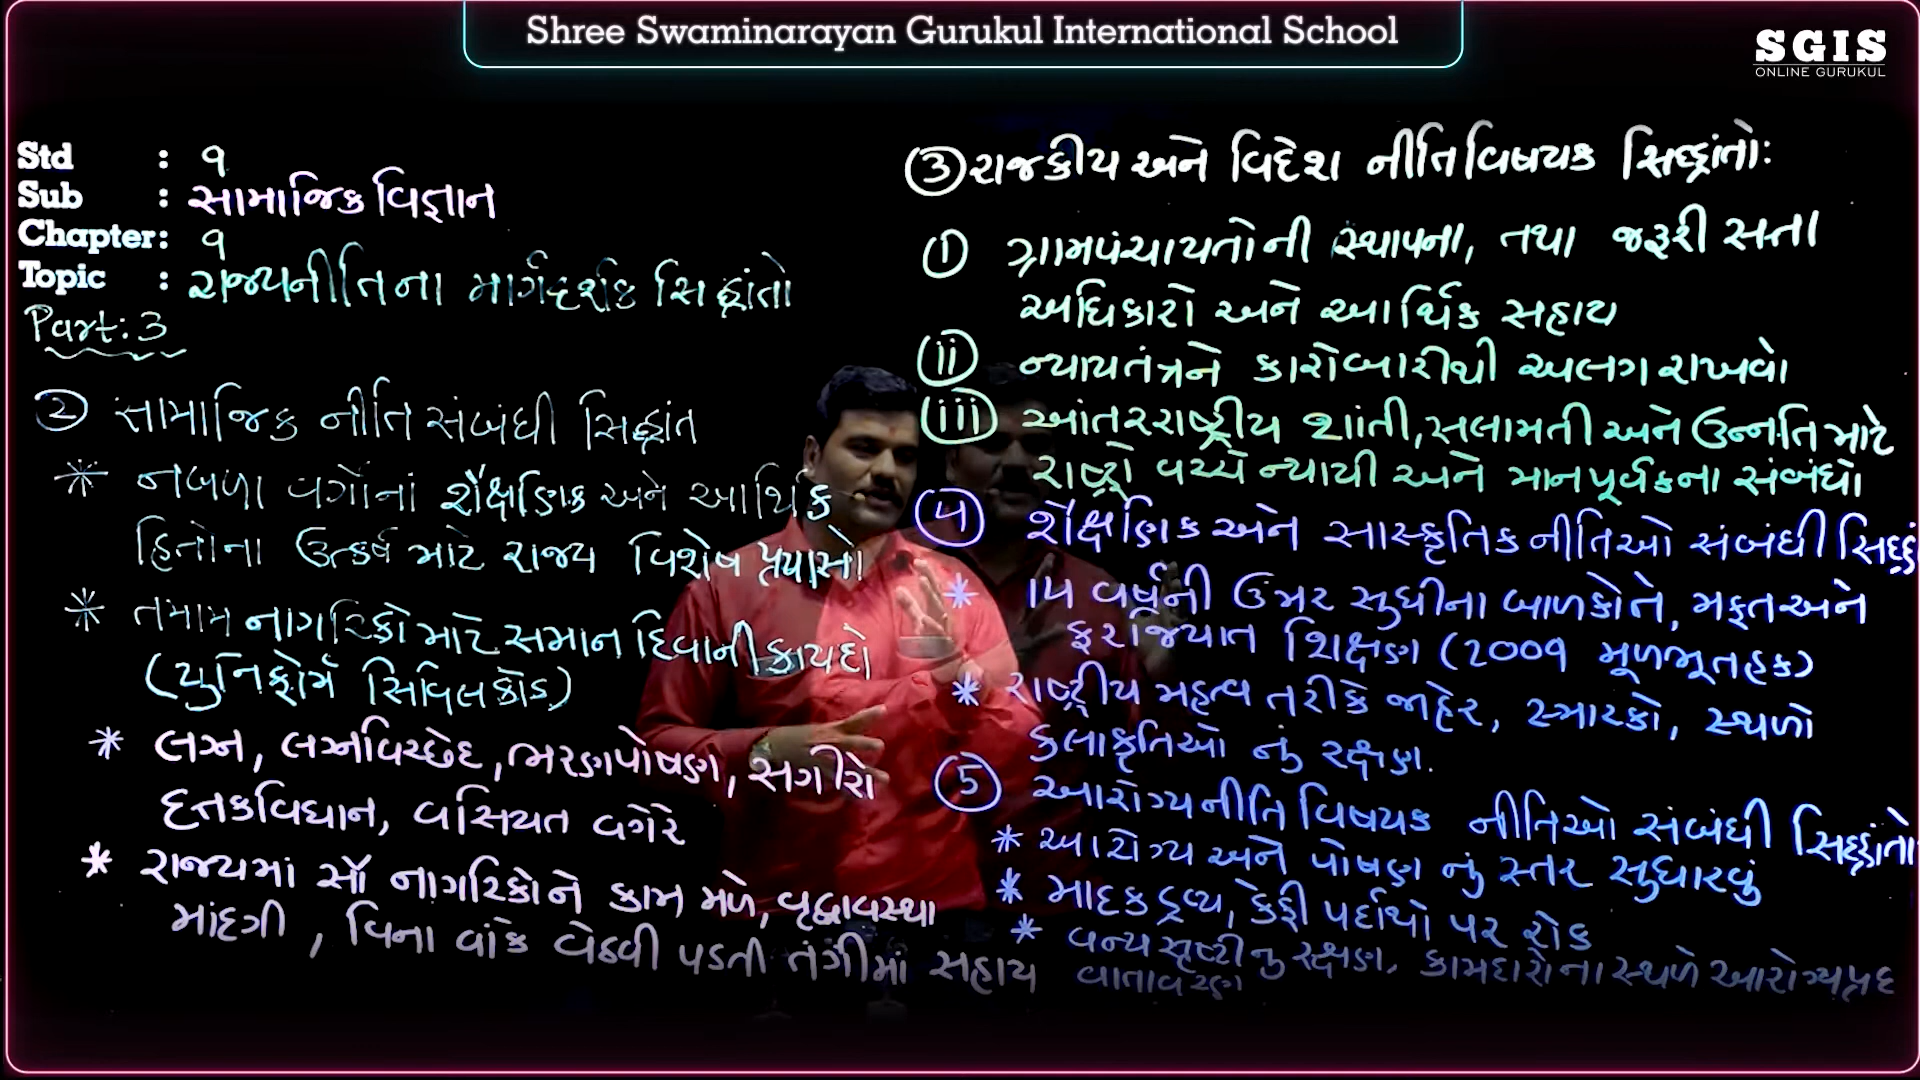 Shree Swaminarayan Gurukul International School
SGIS
ONLINE GURUKUL
Std : ૧
Sub : સામાજિક વિજ્ઞાન
Chapter: ૧
Topic : રાજ્યનીતિના માર્ગદર્શક સિદ્ધાંતો
Part: 3
② સામાજિક નીતિ સંબંધી સિદ્ધાંત
* નબળા વર્ગોનાં શૈક્ષણિક અને આર્થિક
હિતોના ઉત્કર્ષ માટે રાજ્ય વિશેષ પ્રયાસો
* તમામ નાગરિકો માટે સમાન દિવાની કાયદો
(યુનિફોર્મ સિવિલ કોડ)
* લગ્ન, લગ્નવિચ્છેદ, ભરણપોષણ, સગીરો
દત્તકવિધાન, વસિયત વગેરે
* રાજ્યમાં સૌ નાગરિકોને કામ મળે, વૃદ્ધાવસ્થા
માંદગી, વિના વાંકે વેઠવી પડતી તંગીમાં સહાય
③ રાજકીય અને વિદેશ નીતિવિષયક સિદ્ધાંતો:
ⓘ ગ્રામપંચાયતોની સ્થાપના, તથા જરૂરી સતા
અધિકારો અને આર્થિક સહાય
ⓘⓘ ન્યાયતંત્રને કારોબારીથી અલગ રાખવો
ⓘⓘⓘ આંતરરાષ્ટ્રીય શાંતી, સલામતી અને ઉન્નતિ માટે
રાષ્ટ્રો વચ્ચે ન્યાયી અને માનપૂર્વકના સંબંધો
④ શૈક્ષણિક અને સાસ્કૃતિક નીતિઓ સંબંધી સિદ્ધાં
* 14 વર્ષની ઉંમર સુધીના બાળકોને, મફત અને
ફરજિયાત શિક્ષણ (2009 મૂળભૂત હક)
* રાષ્ટ્રીય મહત્વ તરીકે જાહેર, સ્મારકો, સ્થળો
કલાકૃતિઓ નું રક્ષણ.
⑤ આરોગ્ય નીતિ વિષયક નીતિઓ સંબંધી સિદ્ધાંતો
* આરોગ્ય અને પોષણ નું સ્તર સુધારવું
* માદક દ્રવ્ય, કેફી પર્દાથો પર રોક
* વન્ય સૃષ્ટીનું રક્ષણ, કામદારોના સ્થળે આરોગ્યપ્રદ
વાતાવરણ